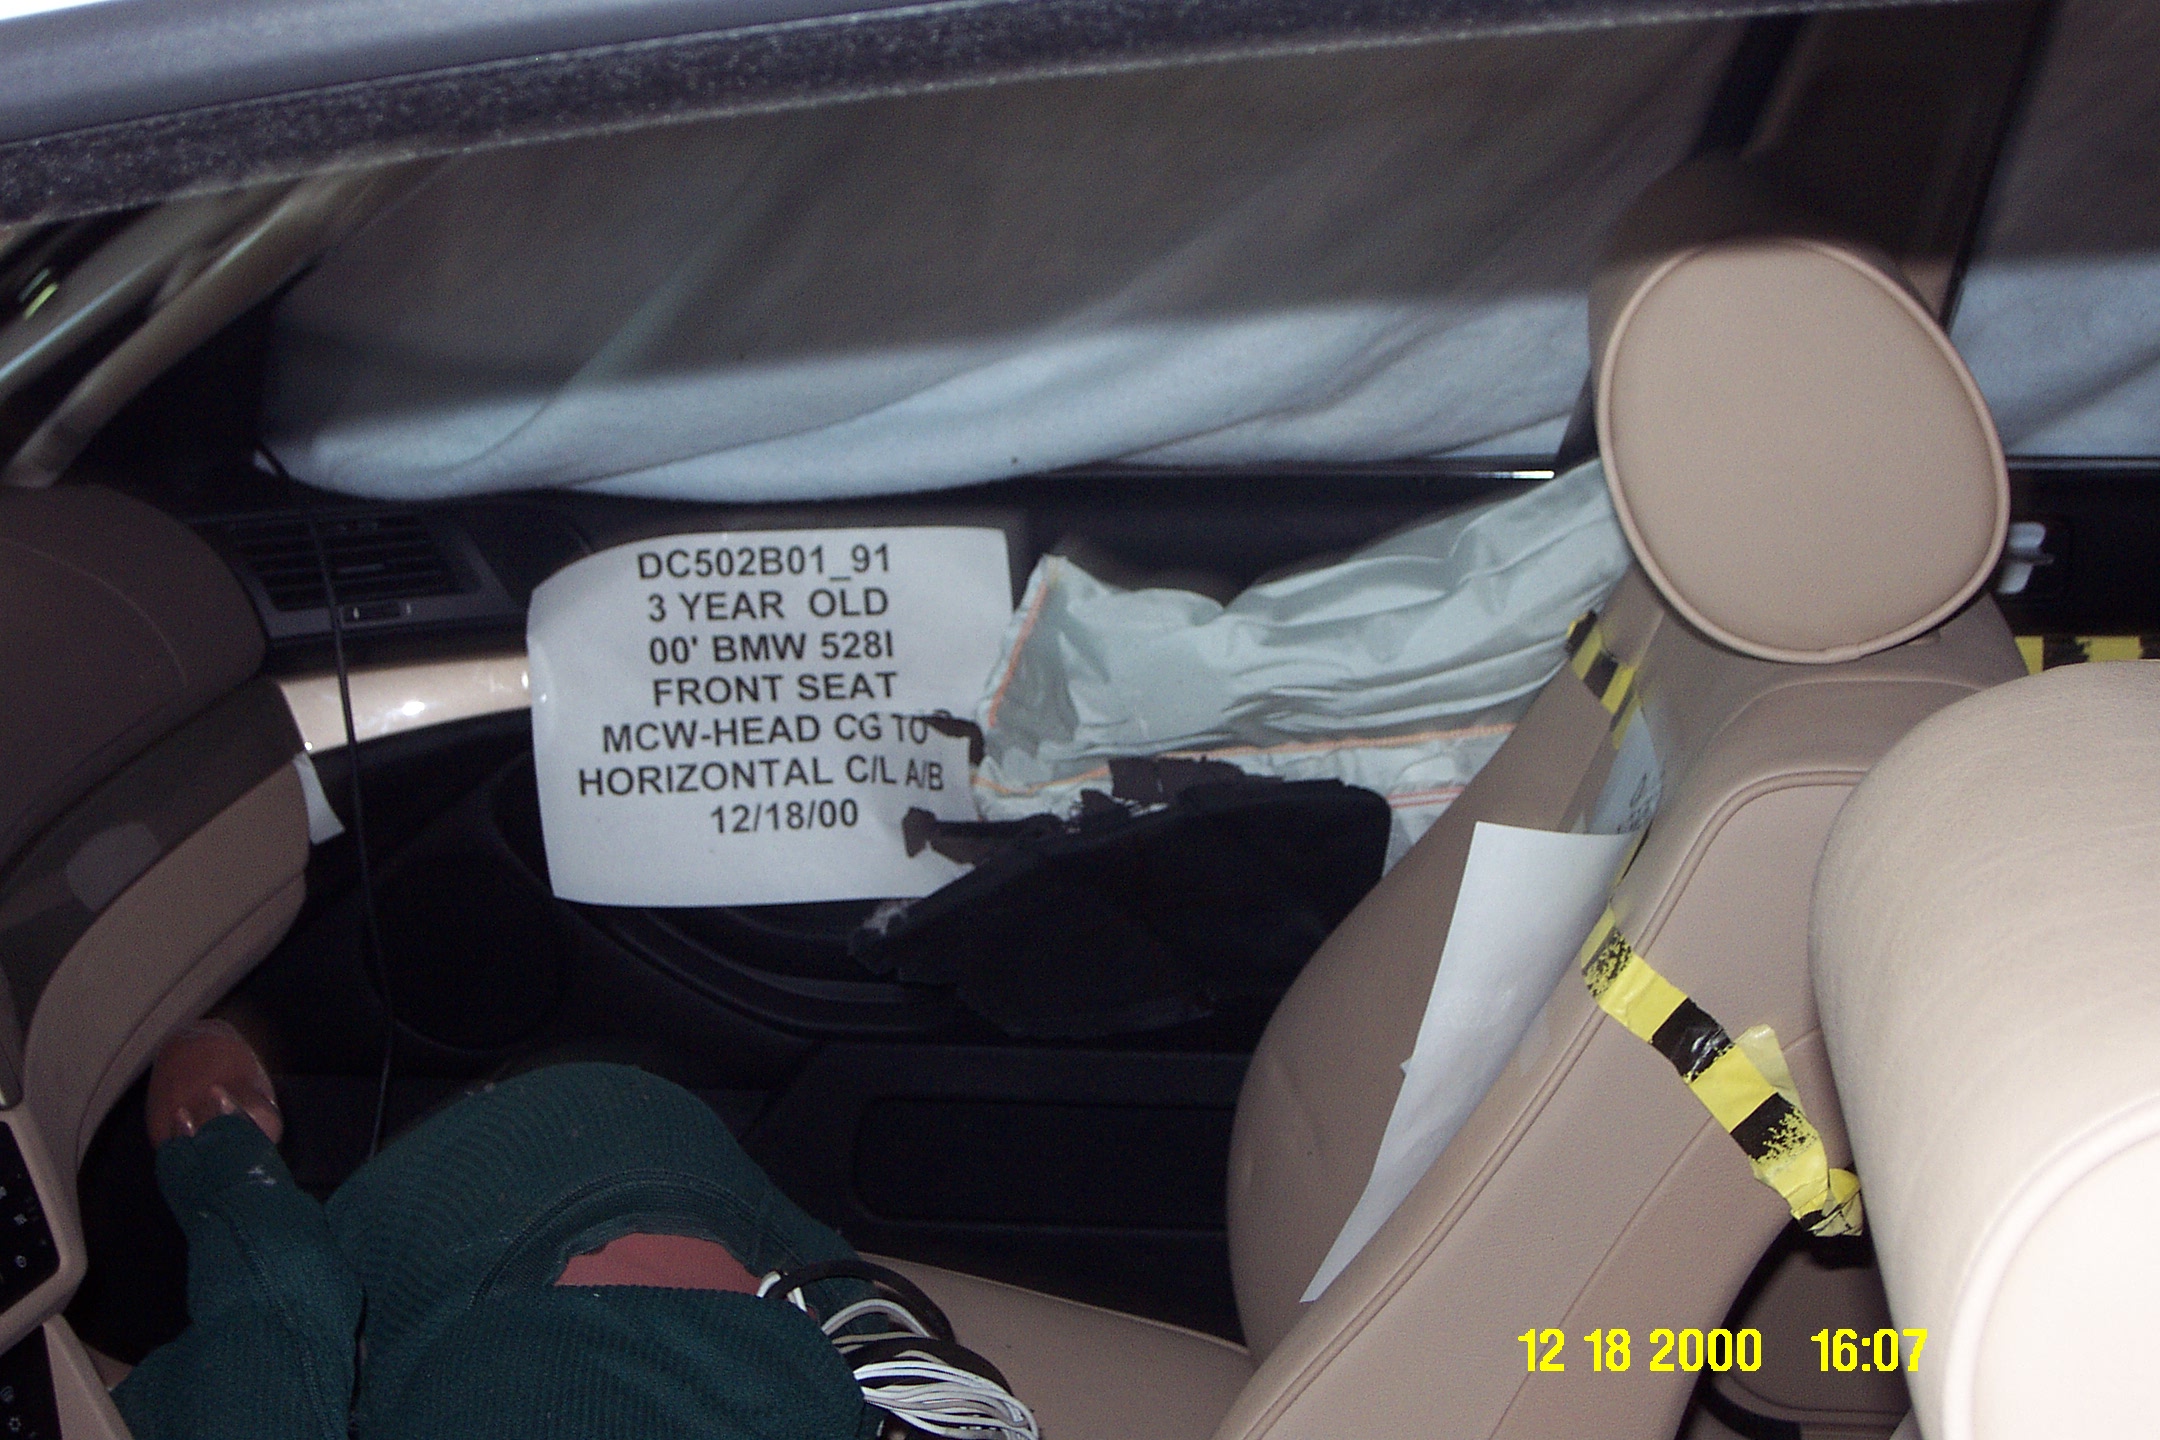 DC502B01_91
3 YEAR OLD
00' BMW 528I
FRONT SEAT
MCW-HEAD CG TO
HORIZONTAL C/L A/B
12/18/00
12 18 2000 16:07